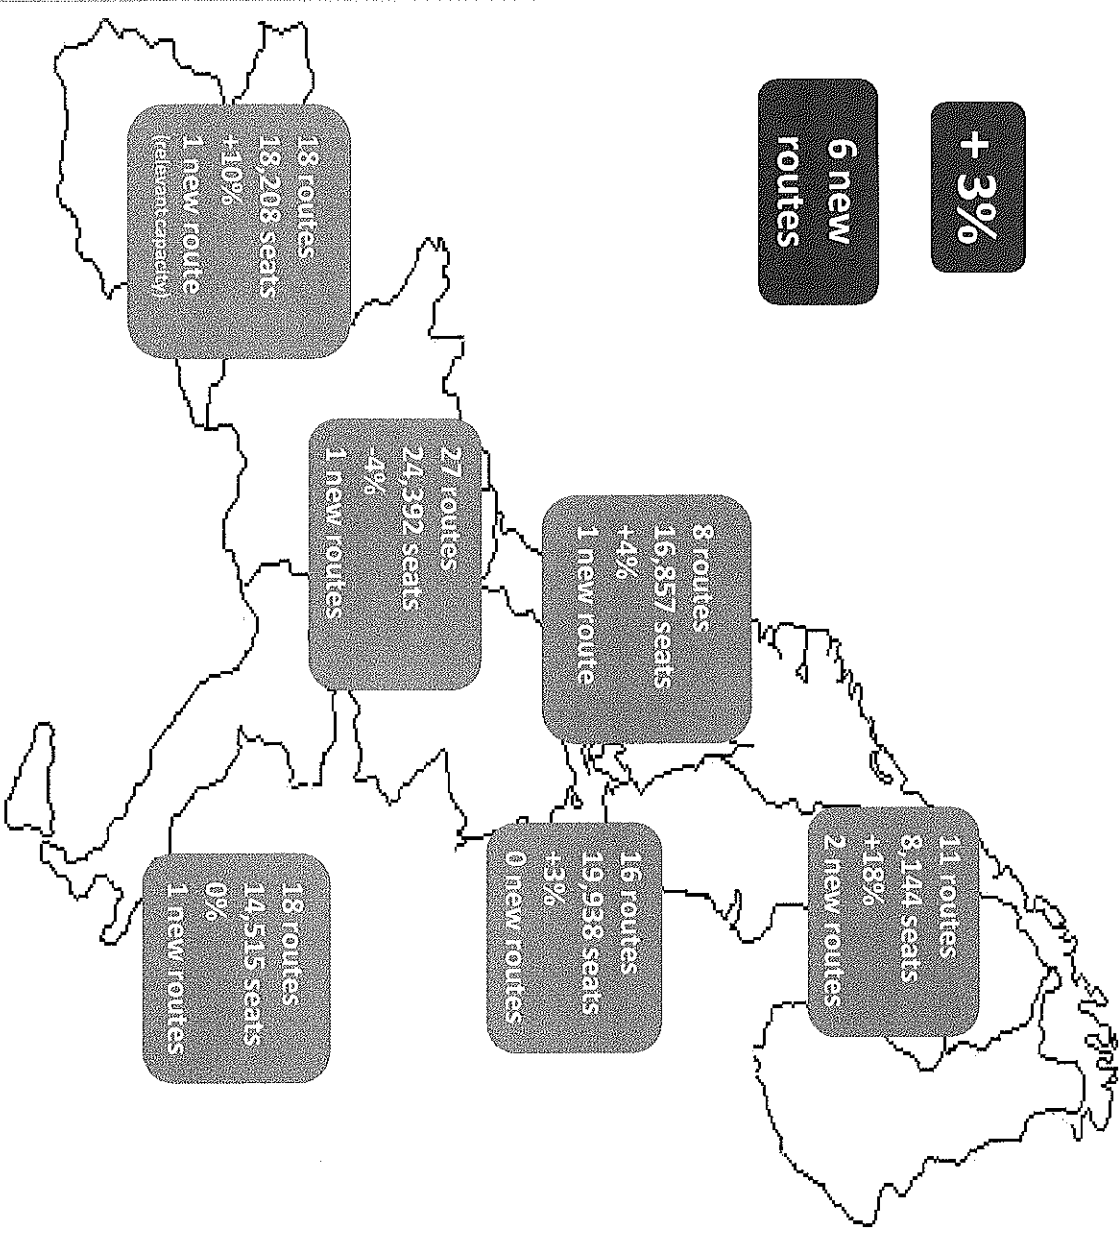 + 3%
6 new
routes
11 routes
8,144 seats
+18%
2 new routes
8 routes
16,857 seats
+4%
1 new route
16 routes
19,938 seats
+3%
0 new routes
27 routes
24,392 seats
-4%
1 new routes
18 routes
18,208 seats
+10%
1 new route
(relevant capacity)
18 routes
14,515 seats
0%
1 new routes